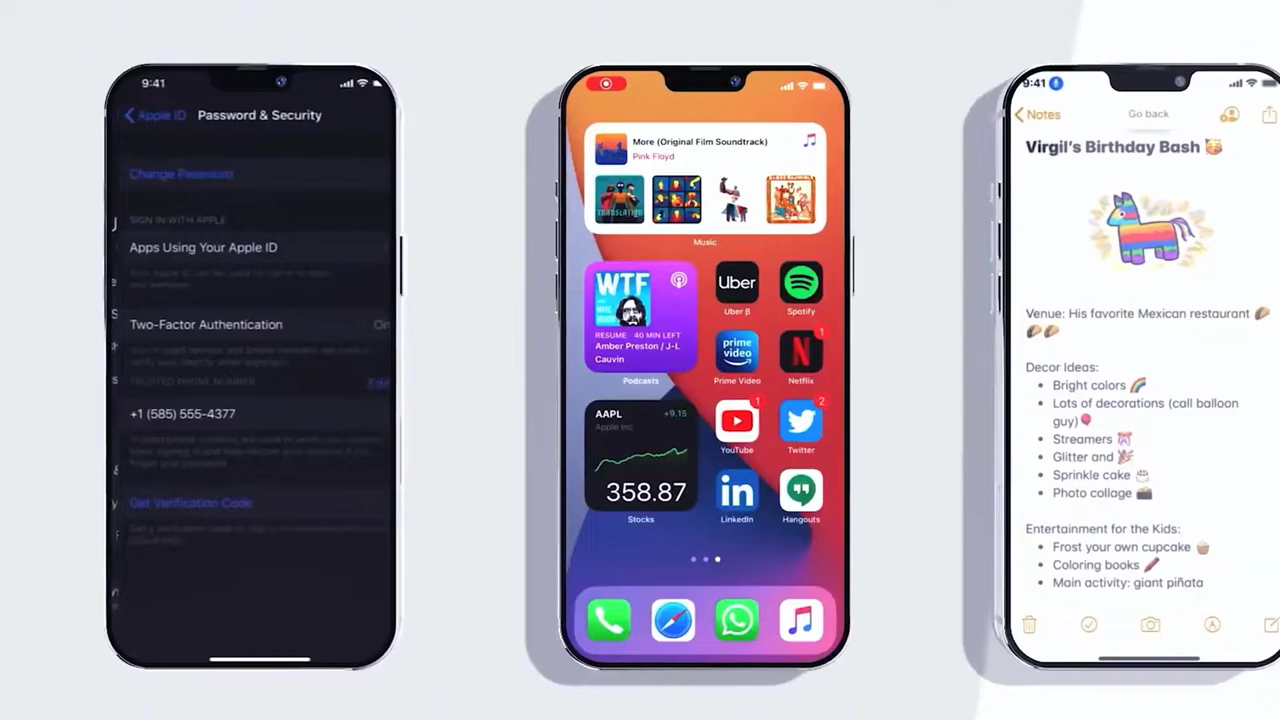 9:41
Apple ID
Password & Security
Change Password
SIGN IN WITH APPLE
Apps Using Your Apple ID
Two-Factor Authentication
On
TRUSTED PHONE NUMBER
Edit
+1 (585) 555-4377
Get Verification Code
More (Original Film Soundtrack)
Pink Floyd
TRANSLATION
Music
WTF
RESUME · 40 MIN LEFT
Amber Preston / J-L
Cauvin
Podcasts
Uber
Uber β
Spotify
prime
video
Prime Video
N
1
Netflix
AAPL
+9.15
Apple Inc.
358.87
Stocks
1
YouTube
2
Twitter
in
LinkedIn
Hangouts
9:41
Notes
Go back
Virgil's Birthday Bash 🥳
Venue: His favorite Mexican restaurant 🌮
🌮🌮
Decor Ideas:
• Bright colors 🌈
• Lots of decorations (call balloon
guy)🎈
• Streamers 🎊
• Glitter and 🎉
• Sprinkle cake 🎂
• Photo collage 📸
Entertainment for the Kids:
• Frost your own cupcake 🧁
• Coloring books 🖍️
• Main activity: giant piñata